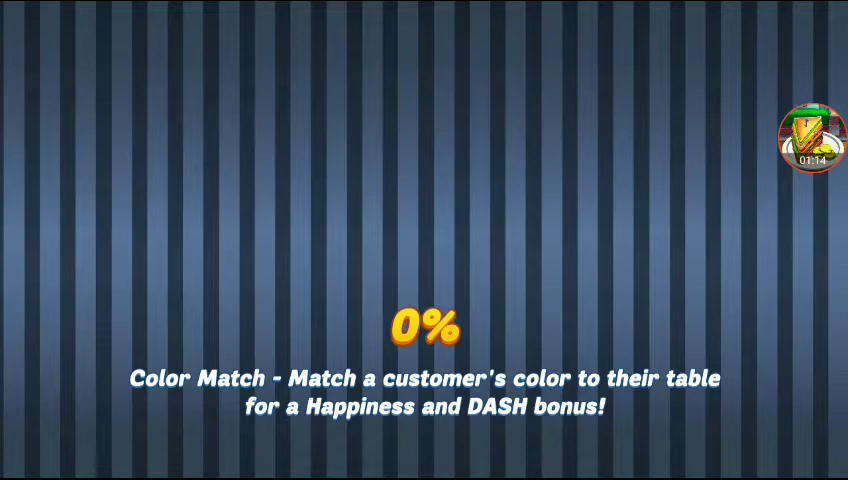 01:14
0%
Color Match - Match a customer's color to their table
for a Happiness and DASH bonus!